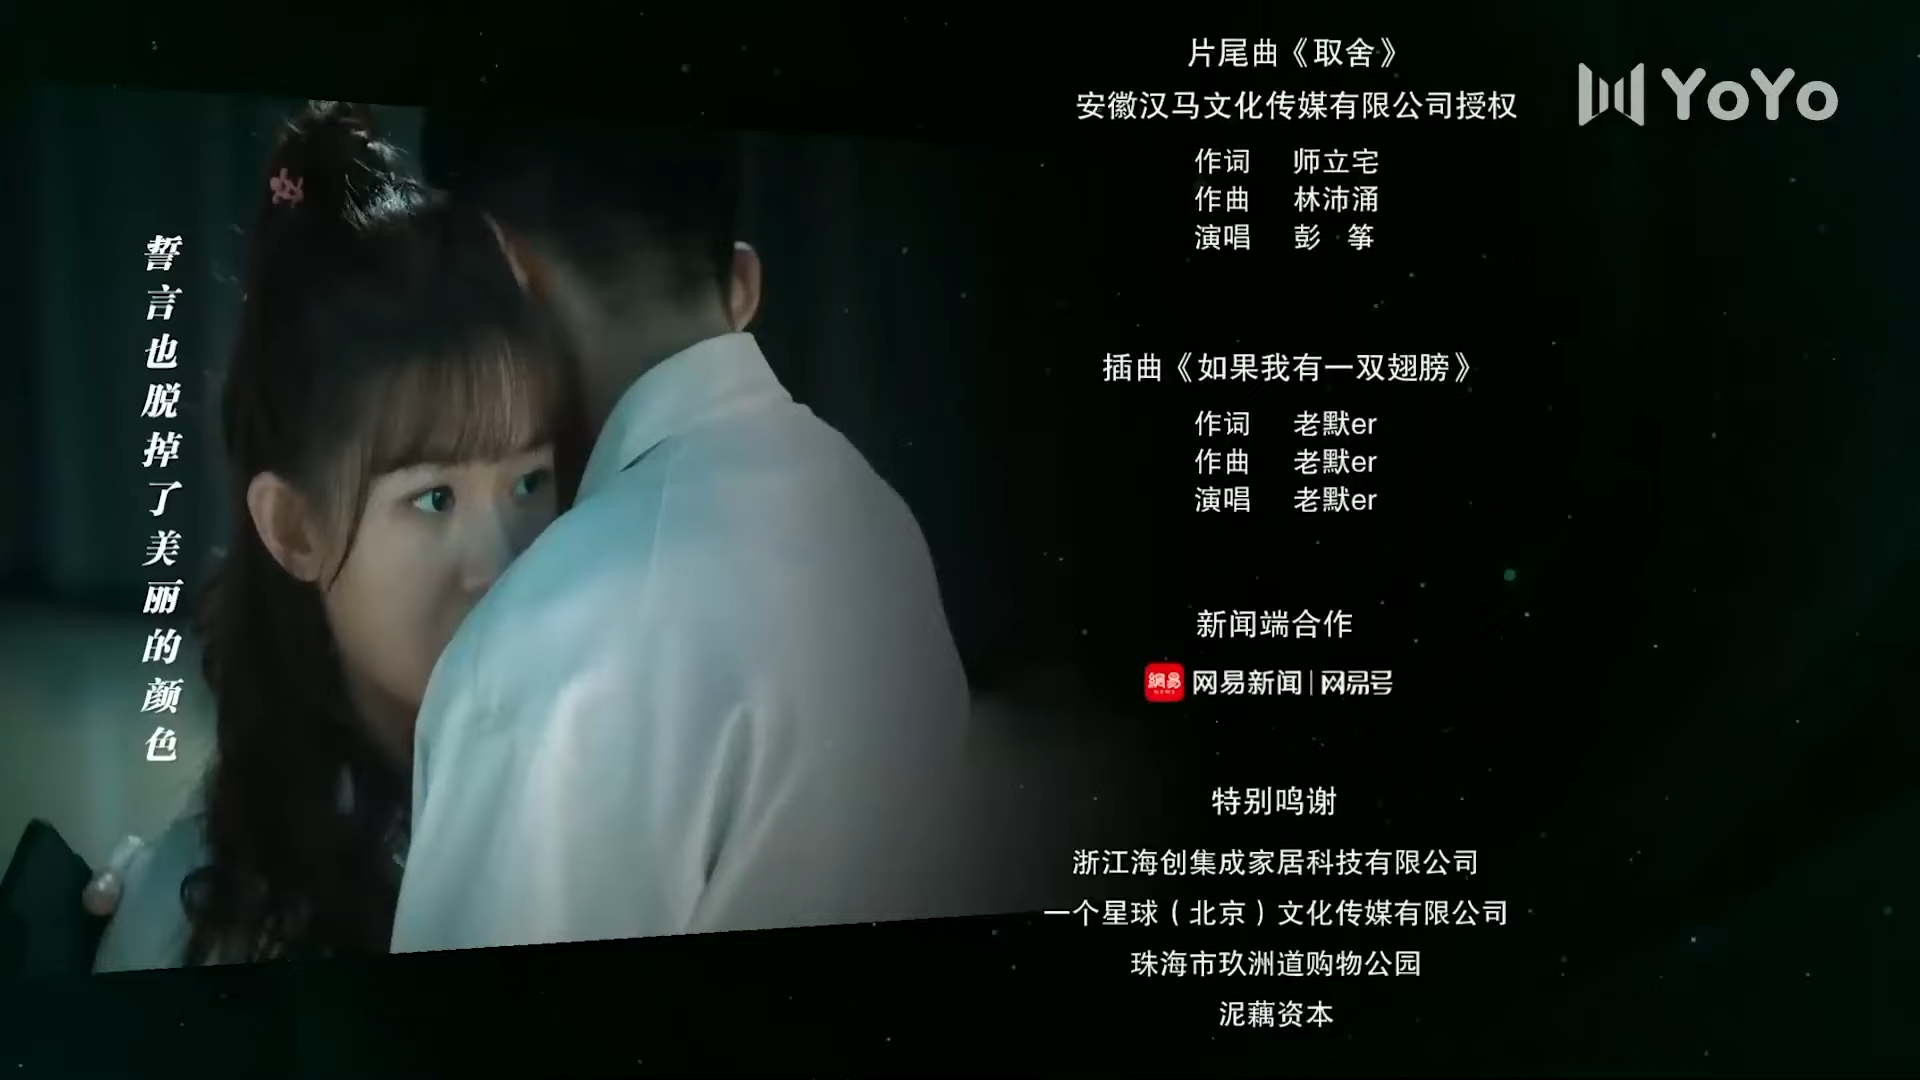 誓言也脱掉了美丽的颜色
片尾曲《取舍》
安徽汉马文化传媒有限公司授权
作词 师立宅
作曲 林沛涌
演唱 彭 筝
插曲《如果我有一双翅膀》
作词 老默er
作曲 老默er
演唱 老默er
新闻端合作
網易 NEWS 网易新闻 | 网易号
特别鸣谢
浙江海创集成家居科技有限公司
一个星球（北京）文化传媒有限公司
珠海市玖洲道购物公园
泥藕资本
YoYo